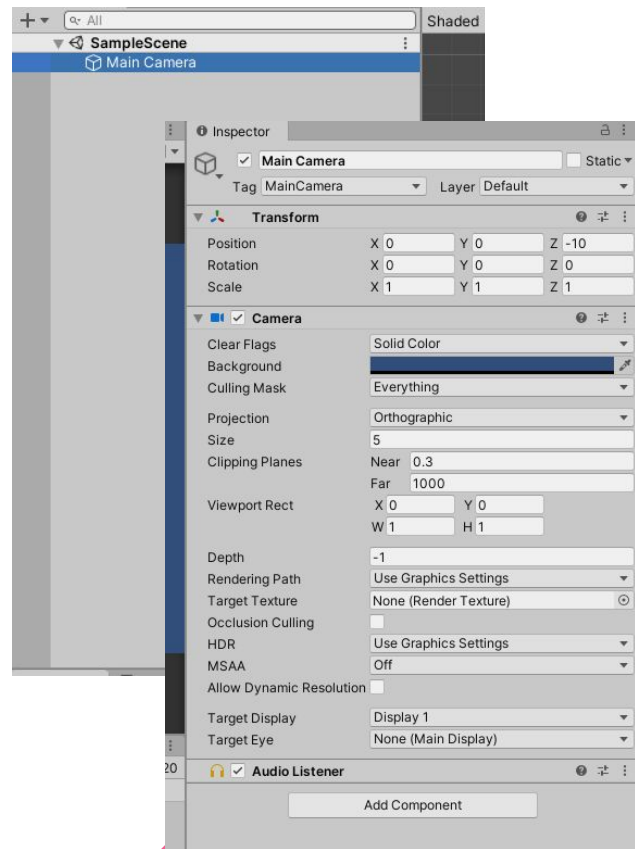 All
Shaded
SampleScene
Main Camera
Inspector
Main Camera
Static
Tag MainCamera Layer Default
Transform
Position X 0 Y 0 Z -10
Rotation X 0 Y 0 Z 0
Scale X 1 Y 1 Z 1
Camera
Clear Flags Solid Color
Background
Culling Mask Everything
Projection Orthographic
Size 5
Clipping Planes Near 0.3
Far 1000
Viewport Rect X 0 Y 0
W 1 H 1
Depth -1
Rendering Path Use Graphics Settings
Target Texture None (Render Texture)
Occlusion Culling
HDR Use Graphics Settings
MSAA Off
Allow Dynamic Resolution
Target Display Display 1
Target Eye None (Main Display)
20
Audio Listener
Add Component